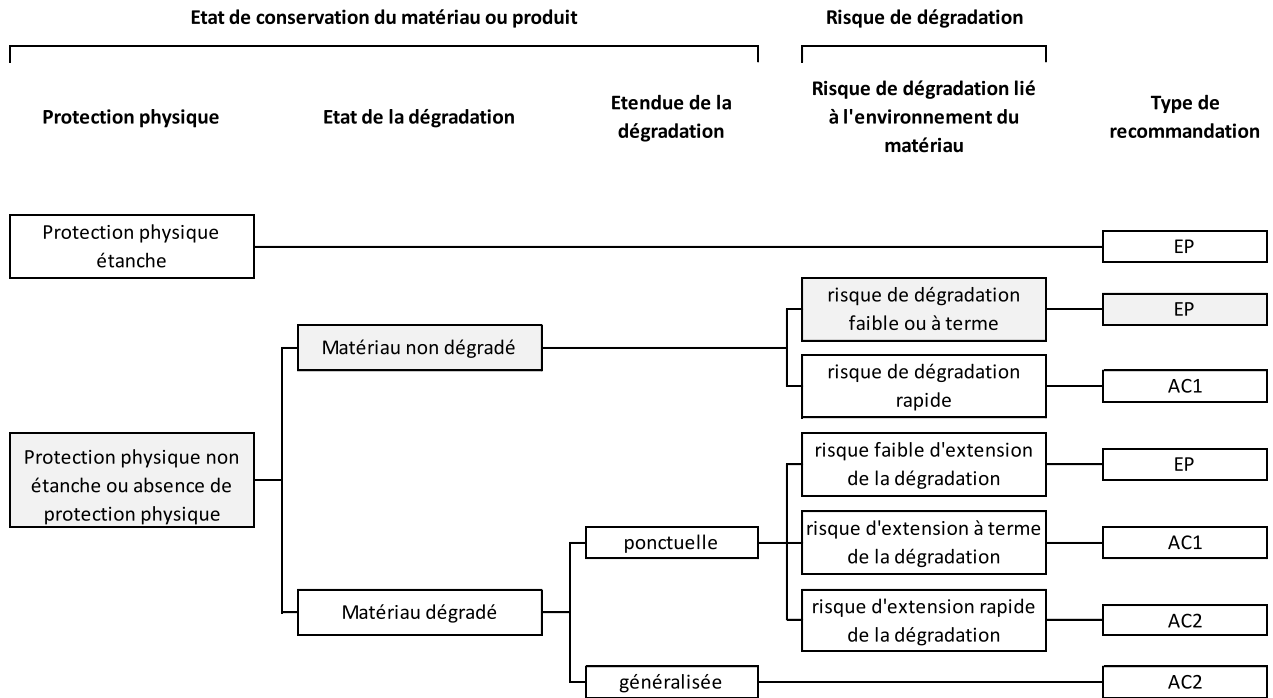 Etat de conservation du matériau ou produit
Risque de dégradation
Protection physique
Etat de la dégradation
Etendue de la
dégradation
Risque de dégradation lié
à l'environnement du
matériau
Type de
recommandation
Protection physique
étanche
EP
risque de dégradation
faible ou à terme
EP
Matériau non dégradé
risque de dégradation
rapide
AC1
Protection physique non
étanche ou absence de
protection physique
risque faible d'extension
de la dégradation
EP
ponctuelle
risque d'extension à terme
de la dégradation
AC1
Matériau dégradé
risque d'extension rapide
de la dégradation
AC2
généralisée
AC2